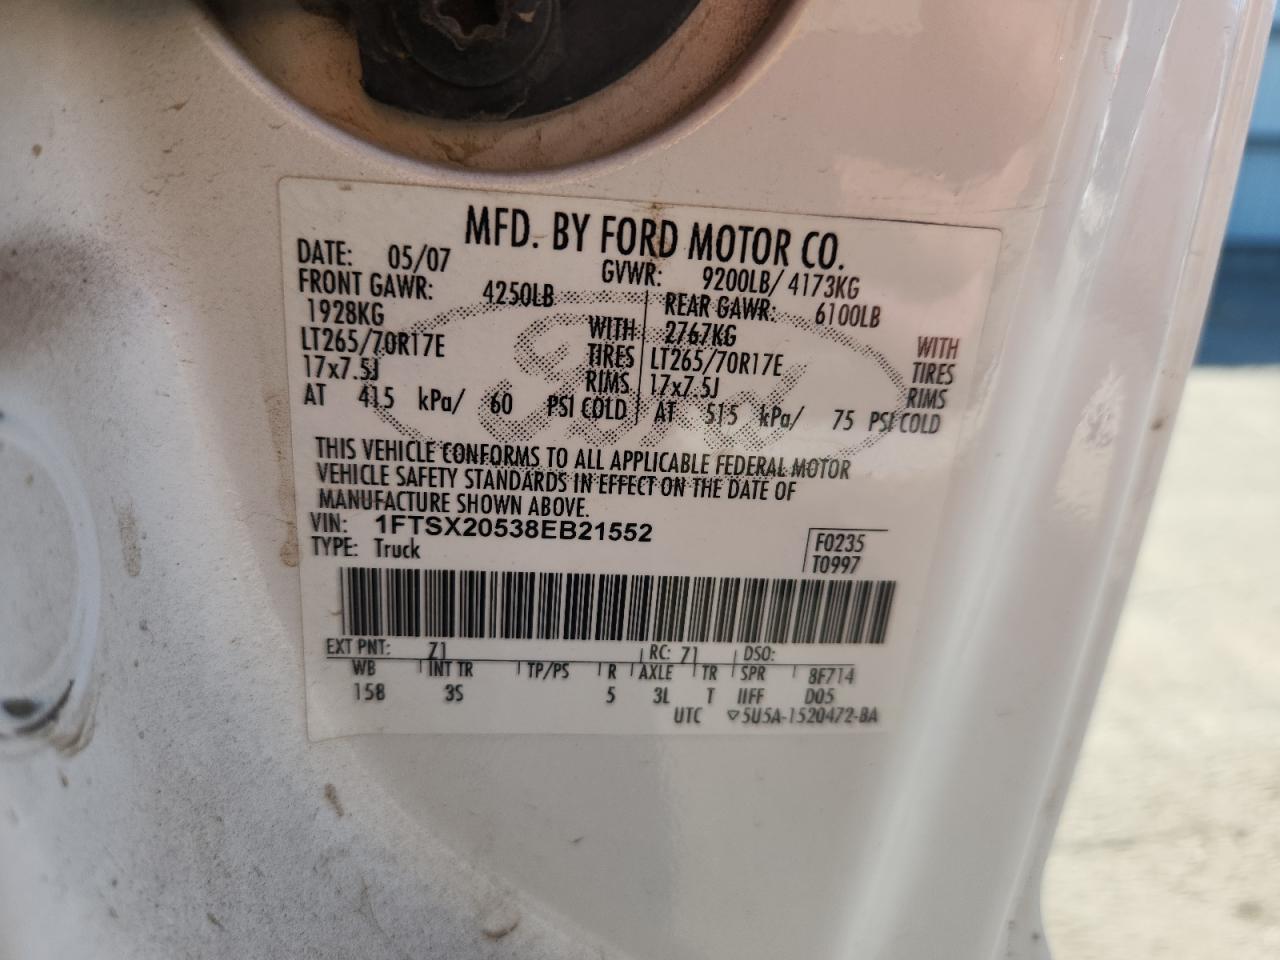 MFD. BY FORD MOTOR CO.
DATE: 05/07 GVWR: 9200LB/ 4173KG
FRONT GAWR: 4250LB REAR GAWR: 6100LB
1928KG WITH 2767KG WITH
LT265/70R17E TIRES LT265/70R17E TIRES
17x7.5J RIMS 17x7.5J RIMS
AT 415 kPa/ 60 PSI COLD AT 515 kPa/ 75 PSI COLD
THIS VEHICLE CONFORMS TO ALL APPLICABLE FEDERAL MOTOR
VEHICLE SAFETY STANDARDS IN EFFECT ON THE DATE OF
MANUFACTURE SHOWN ABOVE.
VIN: 1FTSX20538EB21552
TYPE: Truck
F0235
T0997
EXT PNT: Z1 RC: 71 DSO:
WB INT TR TP/PS R AXLE TR SPR 8F714
158 3S 5 3L T IIFF D05
UTC ▽5U5A-1520472-BA
Ford